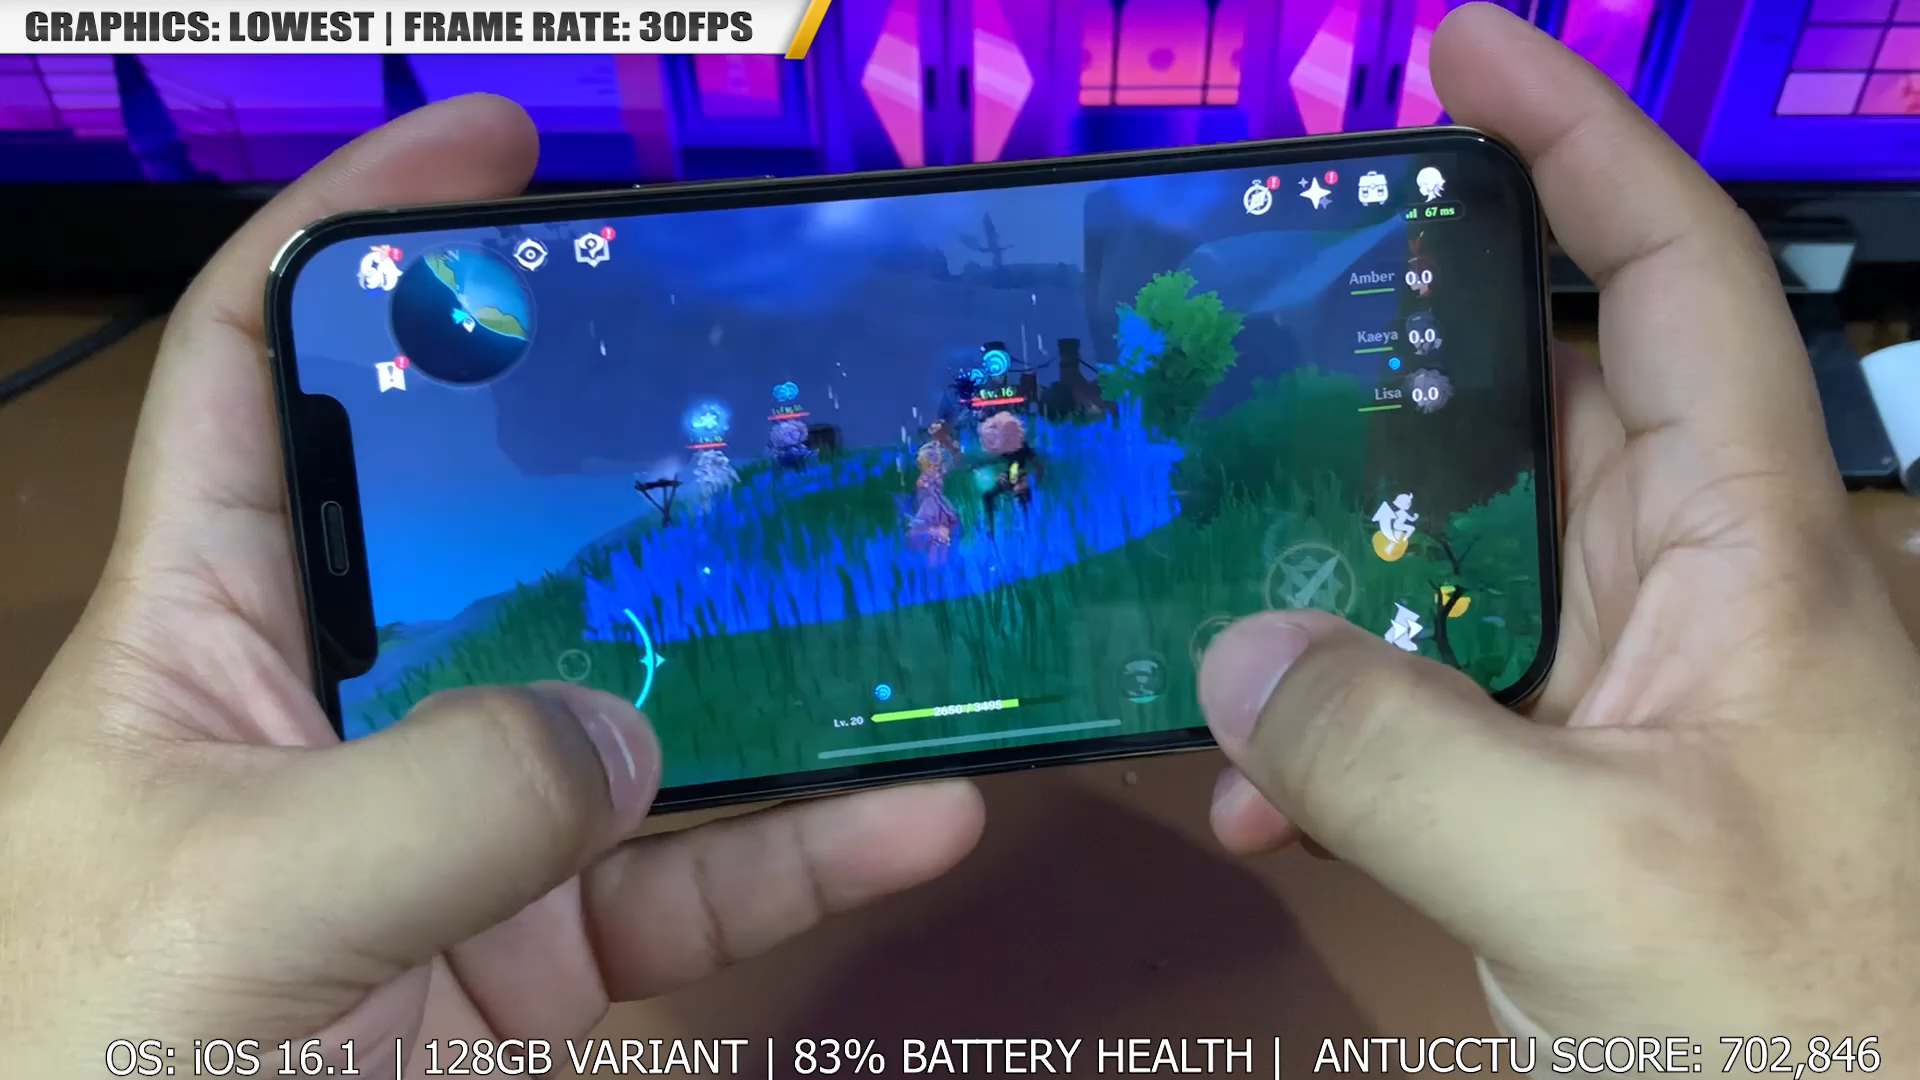 GRAPHICS: LOWEST | FRAME RATE: 30FPS
67 ms
Amber 0.0
Kaeya 0.0
Lisa 0.0
Lv. 16
Lv. 20 2650 / 3495
OS: iOS 16.1 | 128GB VARIANT | 83% BATTERY HEALTH | ANTUCCTU SCORE: 702,846